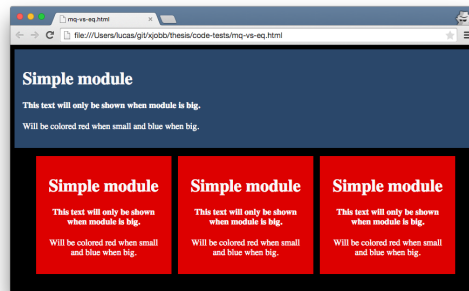 mq-vs-eq.html
file:///Users/lucas/git/xjobb/thesis/code-tests/mq-vs-eq.html
Simple module
This text will only be shown when module is big.
Will be colored red when small and blue when big.
Simple module
This text will only be shown
when module is big.
Will be colored red when small
and blue when big.
Simple module
This text will only be shown
when module is big.
Will be colored red when small
and blue when big.
Simple module
This text will only be shown
when module is big.
Will be colored red when small
and blue when big.